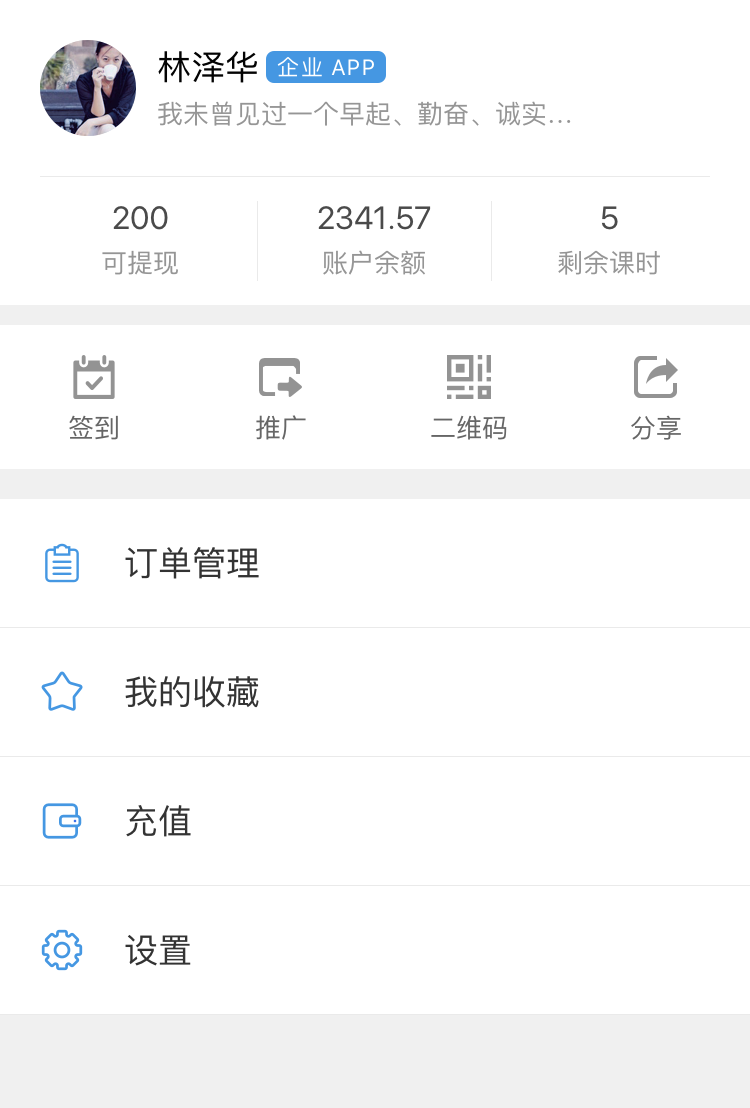 林泽华 企业 APP
我未曾见过一个早起、勤奋、诚实...
200 2341.57 5
可提现 账户余额 剩余课时
签到 推广 二维码 分享
订单管理
我的收藏
充值
设置